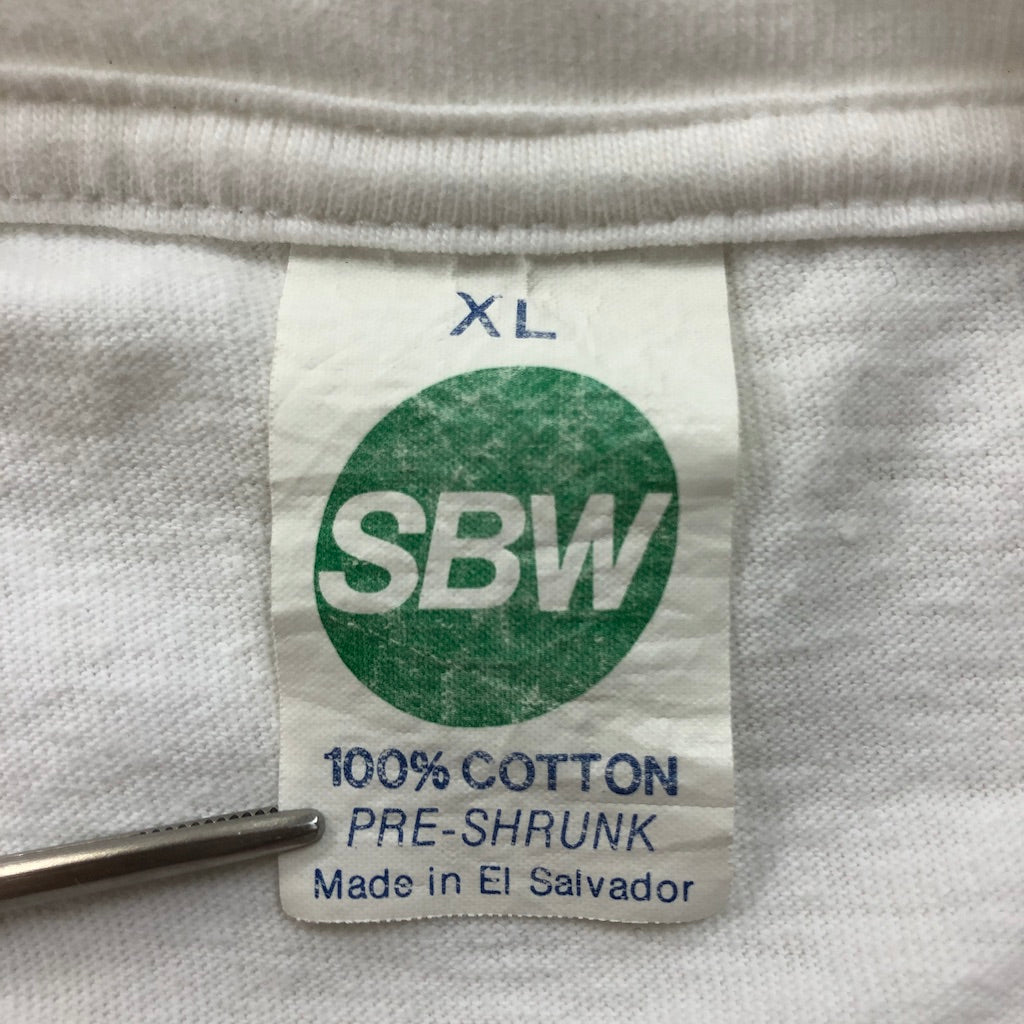 XL
SBW
100% COTTON
PRE-SHRUNK
Made in El Salvador